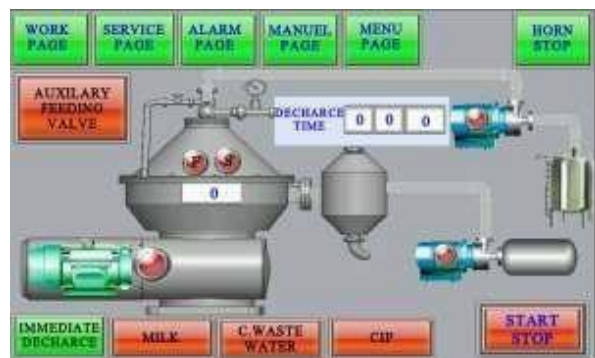 WORK
PAGE
SERVICE
PAGE
ALARM
PAGE
MANUEL
PAGE
MENU
PAGE
HORN
STOP
AUXILARY
FEEDING
VALVE
DECHARCE
TIME
0 0 0
P S
0
IMMEDIATE
DECHARCE
MILK
C.WASTE
WATER
CIP
START
STOP